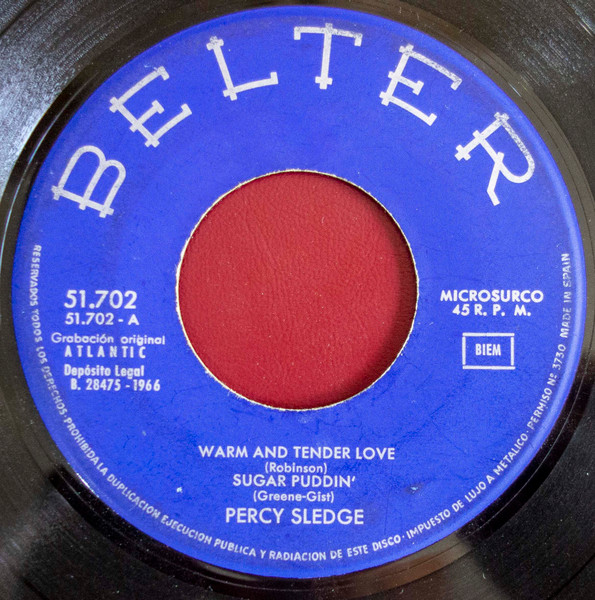 BELTER
51.702
51.702 - A
Grabación original
ATLANTIC
Depósito Legal
B. 28475 - 1966
MICROSURCO
45 R. P. M.
BIEM
WARM AND TENDER LOVE
(Robinson)
SUGAR PUDDIN'
(Greene-Gist)
PERCY SLEDGE
RESERVADOS TODOS LOS DERECHOS · PROHIBIDA LA DUPLICACION EJECUCION PUBLICA Y RADIACION DE ESTE DISCO · IMPUESTO DE LUJO A METALICO · PERMISO Nº 3730 MADE IN SPAIN